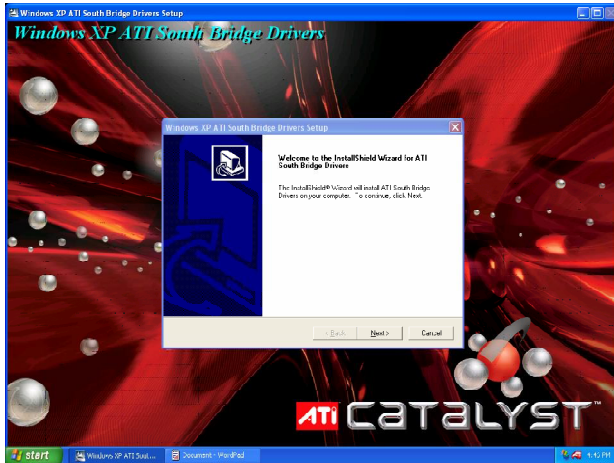 Windows XP ATI South Bridge Drivers Setup
Windows XP ATI South Bridge Drivers
Windows XP ATI South Bridge Drivers Setup
Welcome to the InstallShield Wizard for ATI
South Bridge Drivers
The InstallShield® Wizard will install ATI South Bridge
Drivers on your computer. To continue, click Next.
< Back Next > Cancel
ATI CATALYST™
start Windows XP ATI Sout... Document - WordPad 4:43 PM